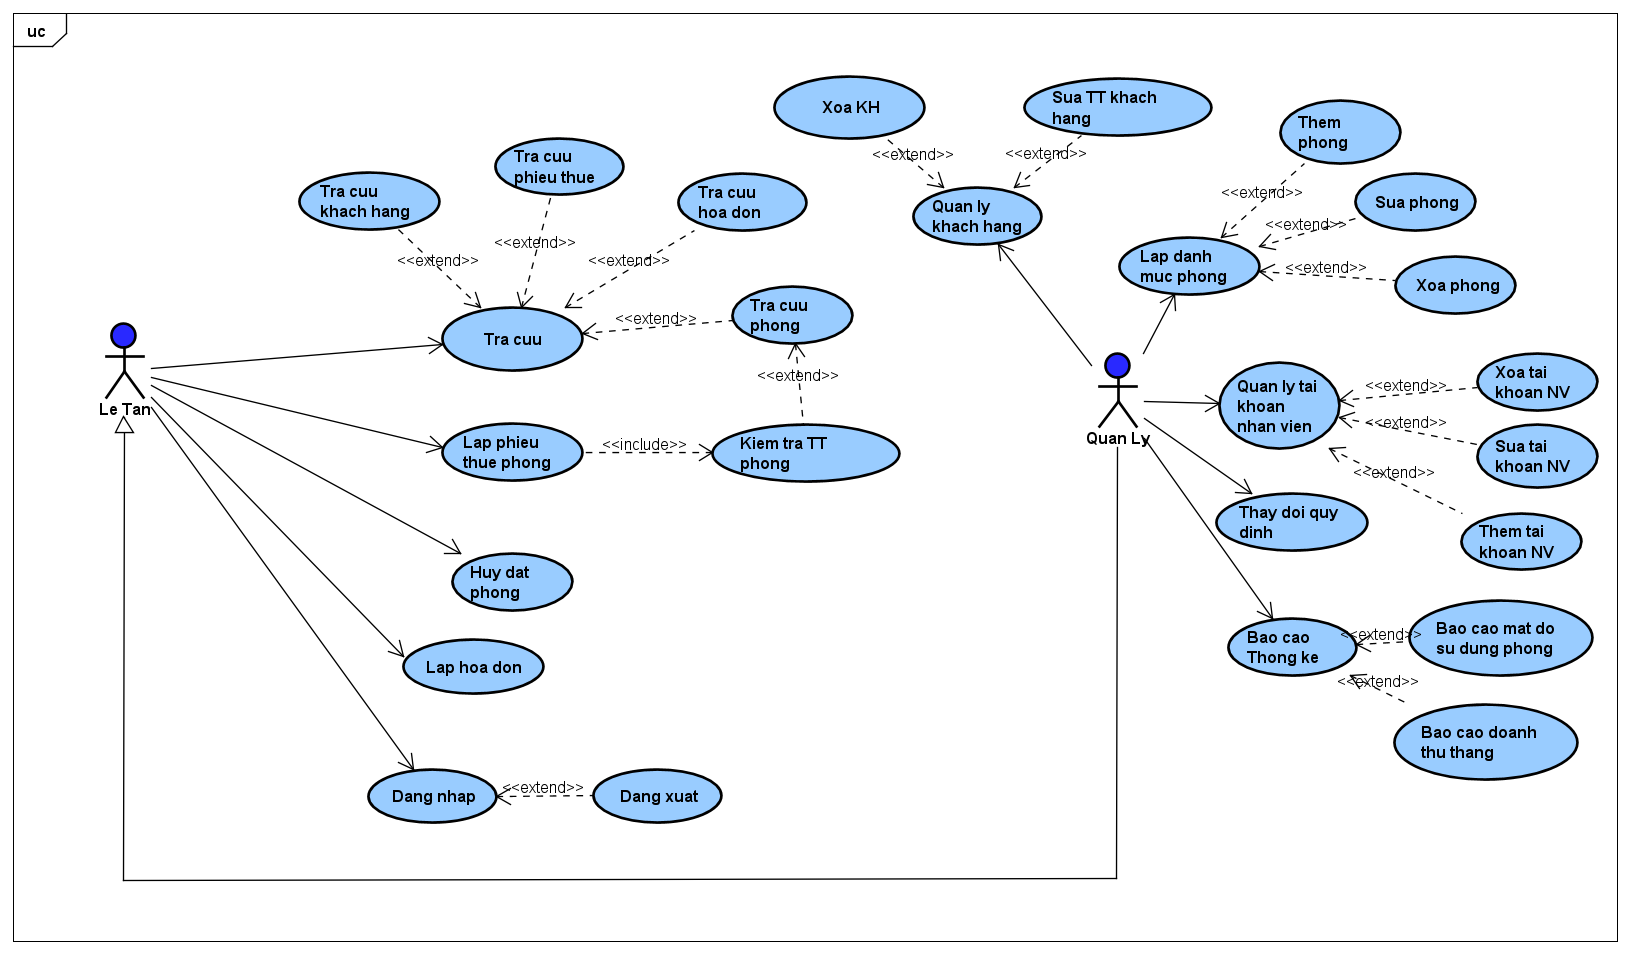 uc
Xoa KH
Sua TT khach
hang
Them
phong
<<extend>>
<<extend>>
Tra cuu
phieu thue
Tra cuu
khach hang
Tra cuu
hoa don
Quan ly
khach hang
<<extend>>
Sua phong
<<extend>>
<<extend>>
<<extend>>
<<extend>>
Lap danh
muc phong
<<extend>>
Xoa phong
Tra cuu
phong
<<extend>>
Tra cuu
<<extend>>
Le Tan
Quan Ly
Quan ly tai
khoan
nhan vien
<<extend>>
Xoa tai
khoan NV
<<extend>>
Sua tai
khoan NV
<<extend>>
Lap phieu
thue phong
<<include>>
Kiem tra TT
phong
Thay doi quy
dinh
Them tai
khoan NV
Huy dat
phong
Lap hoa don
Bao cao
Thong ke
<<extend>>
Bao cao mat do
su dung phong
<<extend>>
Bao cao doanh
thu thang
Dang nhap
<<extend>>
Dang xuat